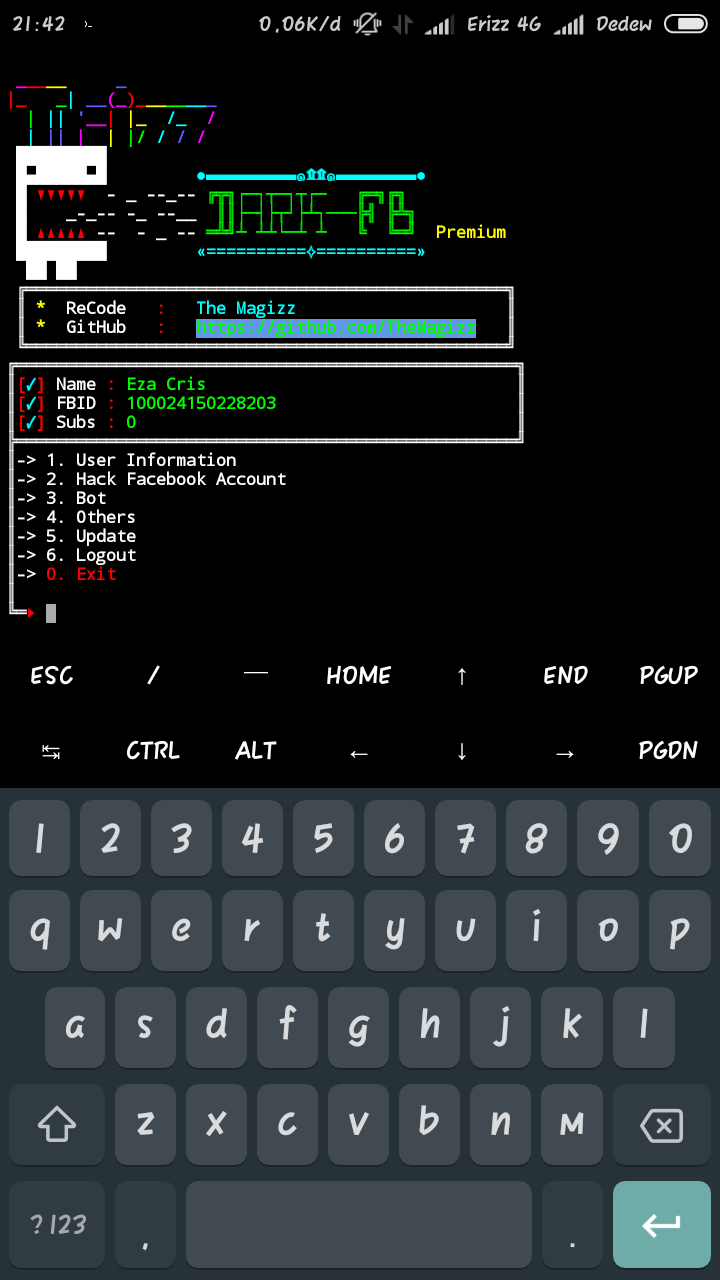 21:42 0,06K/d Erizz 4G Dedew
DARK-FB
Premium
* ReCode : The Magizz
* GitHub : https://github.com/TheMagizz
[✓] Name : Eza Cris
[✓] FBID : 100024150228203
[✓] Subs : 0
-> 1. User Information
-> 2. Hack Facebook Account
-> 3. Bot
-> 4. Others
-> 5. Update
-> 6. Logout
-> 0. Exit
ESC / — HOME ↑ END PGUP
↹ CTRL ALT ← ↓ → PGDN
1 2 3 4 5 6 7 8 9 0
q w e r t y u i o p
a s d f g h j k l
z x c v b n m
?123 , .